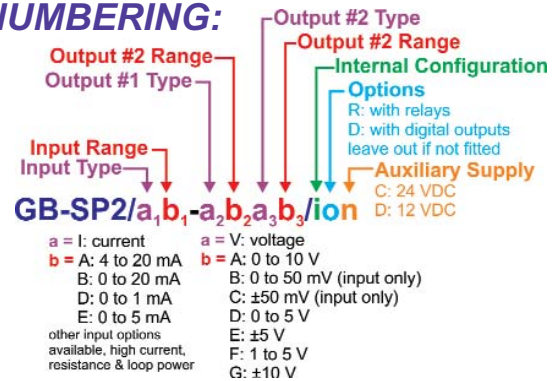 NUMBERING:
Output #2 Type
Output #2 Range
Output #2 Range
Output #1 Type
Internal Configuration
Options
R: with relays
D: with digital outputs
leave out if not fitted
Input Range
Input Type
Auxiliary Supply
C: 24 VDC
D: 12 VDC
GB-SP2/a₁b₁-a₂b₂a₃b₃/ion
a = I: current
b = A: 4 to 20 mA
B: 0 to 20 mA
D: 0 to 1 mA
E: 0 to 5 mA
other input options
available, high current,
resistance & loop power
a = V: voltage
b = A: 0 to 10 V
B: 0 to 50 mV (input only)
C: ±50 mV (input only)
D: 0 to 5 V
E: ±5 V
F: 1 to 5 V
G: ±10 V